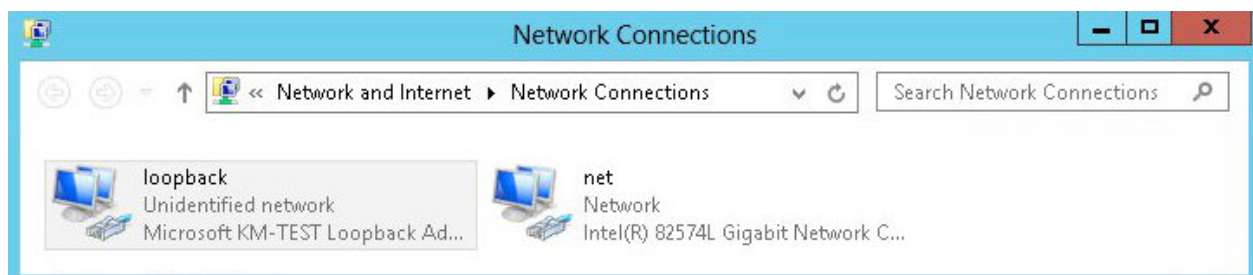 Network Connections
« Network and Internet ▸ Network Connections
Search Network Connections
loopback
Unidentified network
Microsoft KM-TEST Loopback Ad...
net
Network
Intel(R) 82574L Gigabit Network C...